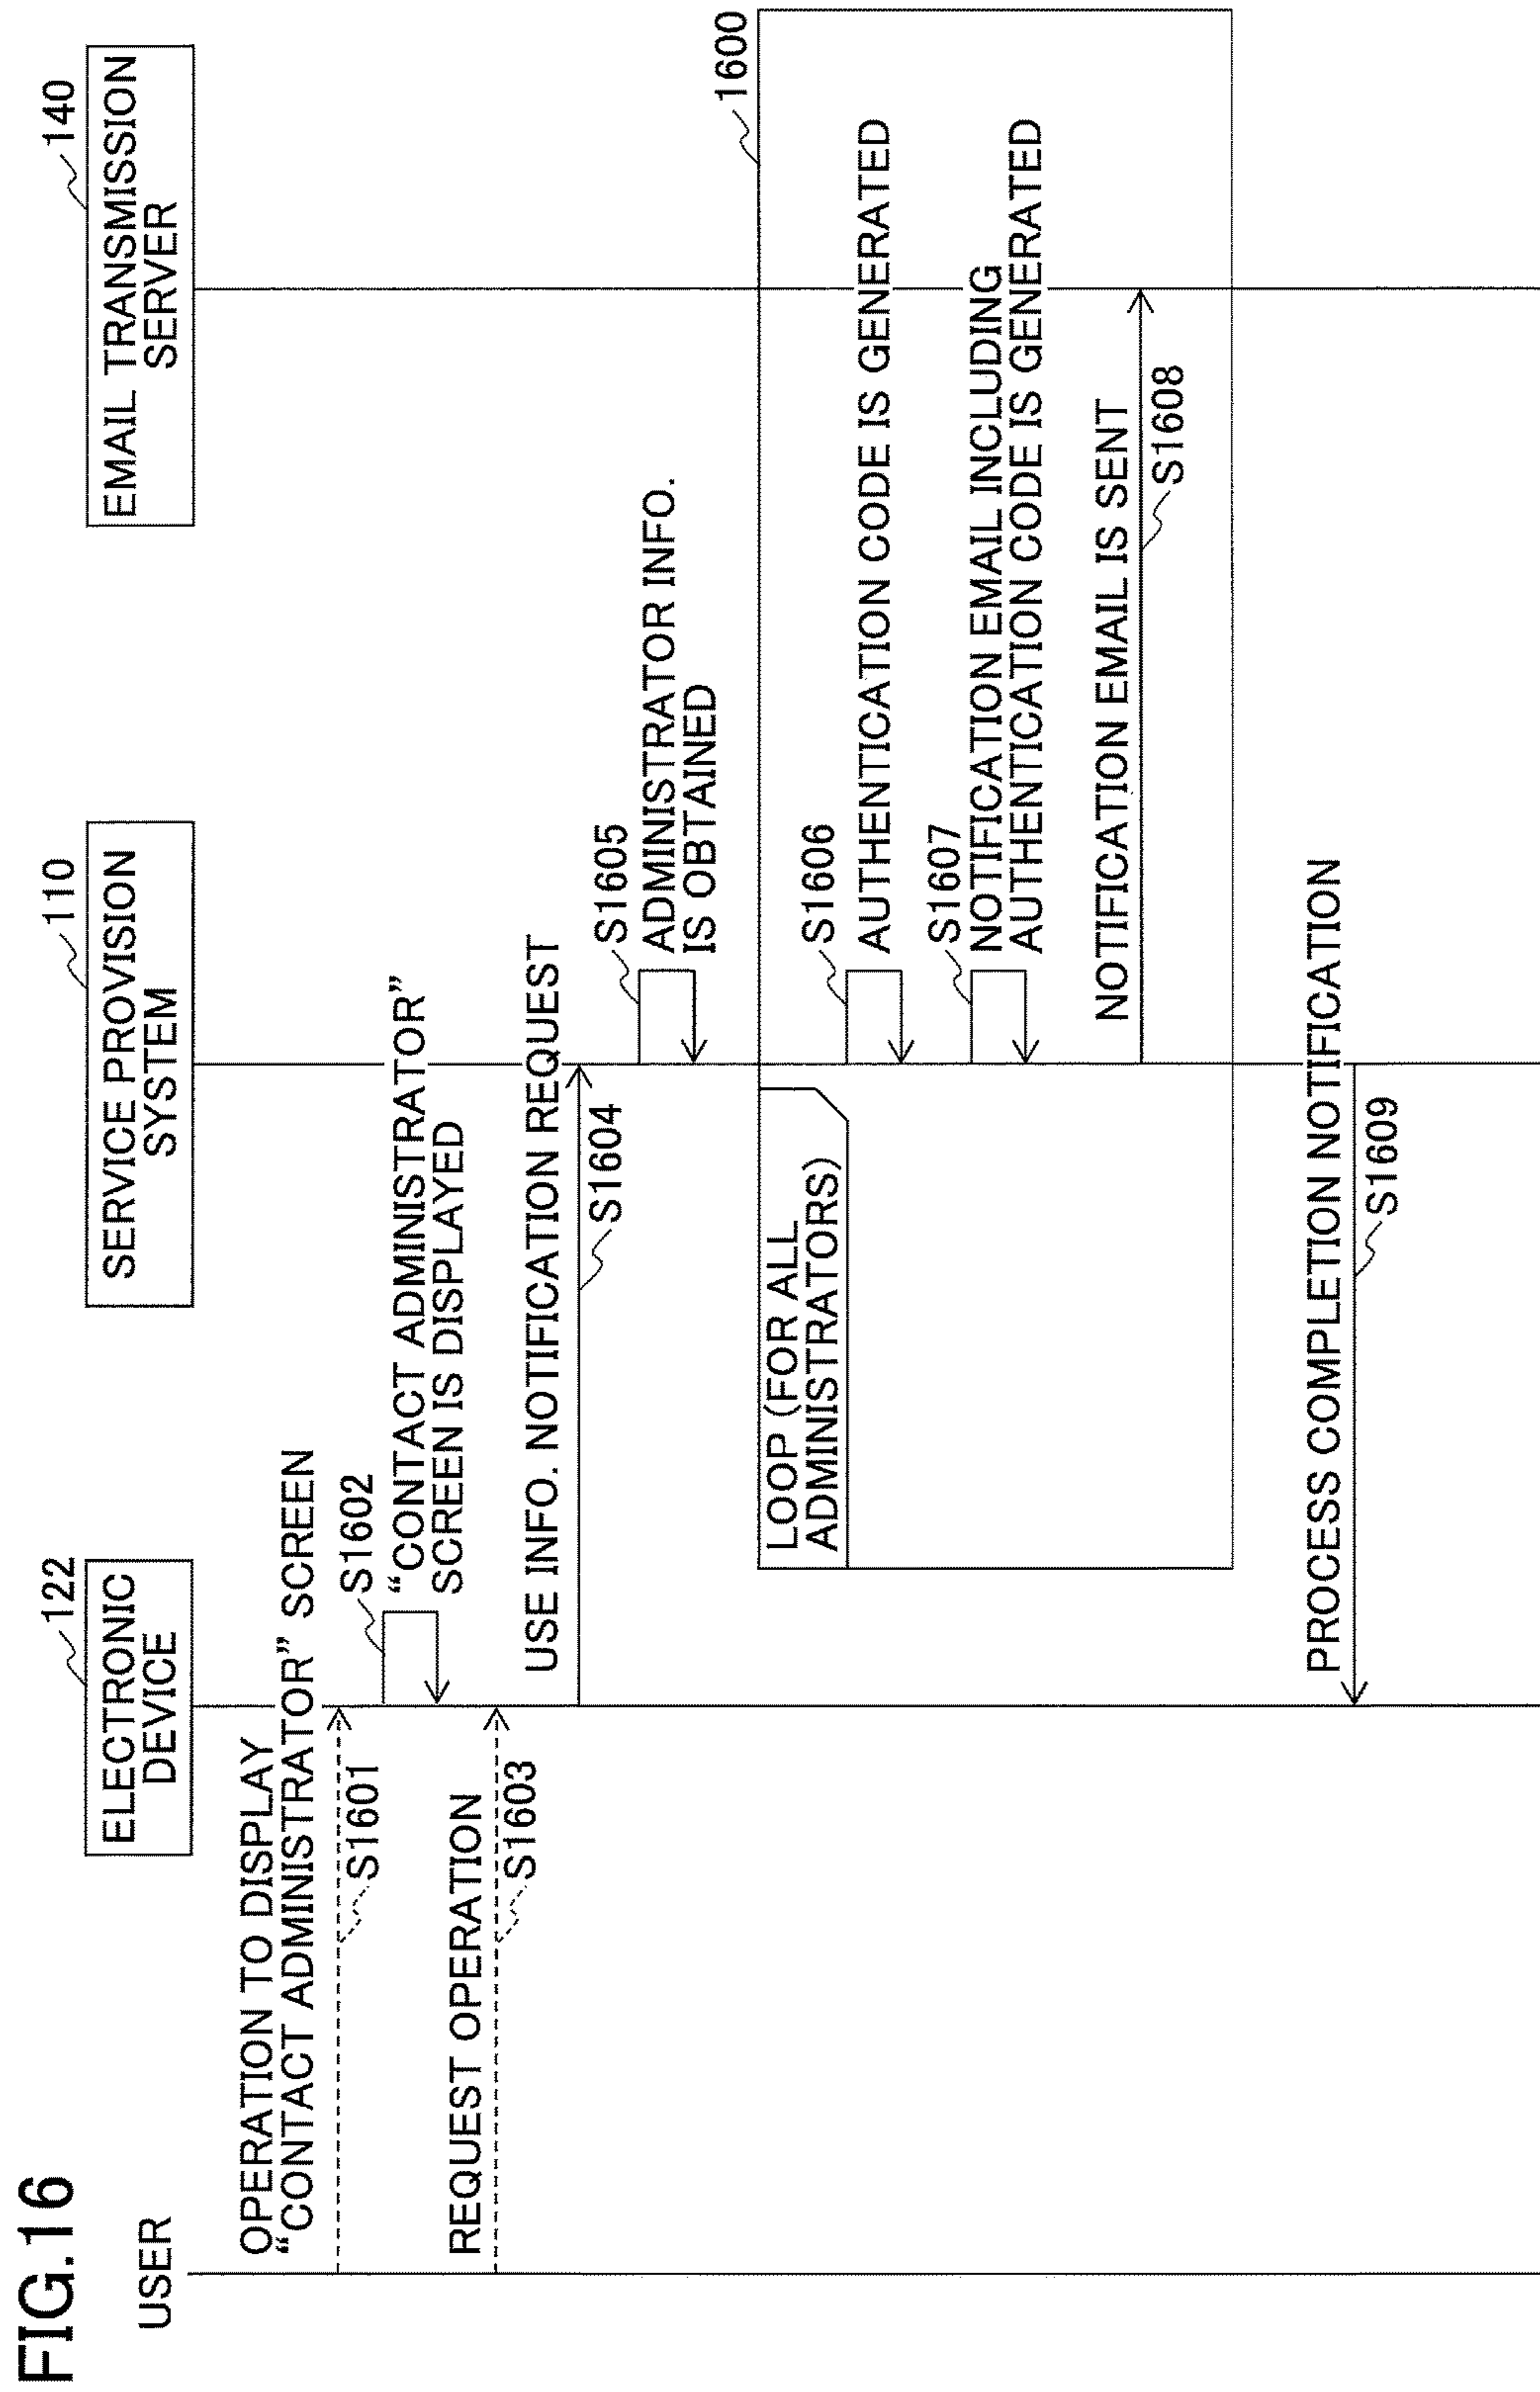 FIG.16
USER
122
ELECTRONIC
DEVICE
110
SERVICE PROVISION
SYSTEM
140
EMAIL TRANSMISSION
SERVER
OPERATION TO DISPLAY
“CONTACT ADMINISTRATOR” SCREEN
S1601
S1602
“CONTACT ADMINISTRATOR”
SCREEN IS DISPLAYED
REQUEST OPERATION
S1603
USE INFO. NOTIFICATION REQUEST
S1604
S1605
ADMINISTRATOR INFO.
IS OBTAINED
1600
LOOP (FOR ALL
ADMINISTRATORS)
S1606
AUTHENTICATION CODE IS GENERATED
S1607
NOTIFICATION EMAIL INCLUDING
AUTHENTICATION CODE IS GENERATED
NOTIFICATION EMAIL IS SENT
S1608
PROCESS COMPLETION NOTIFICATION
S1609